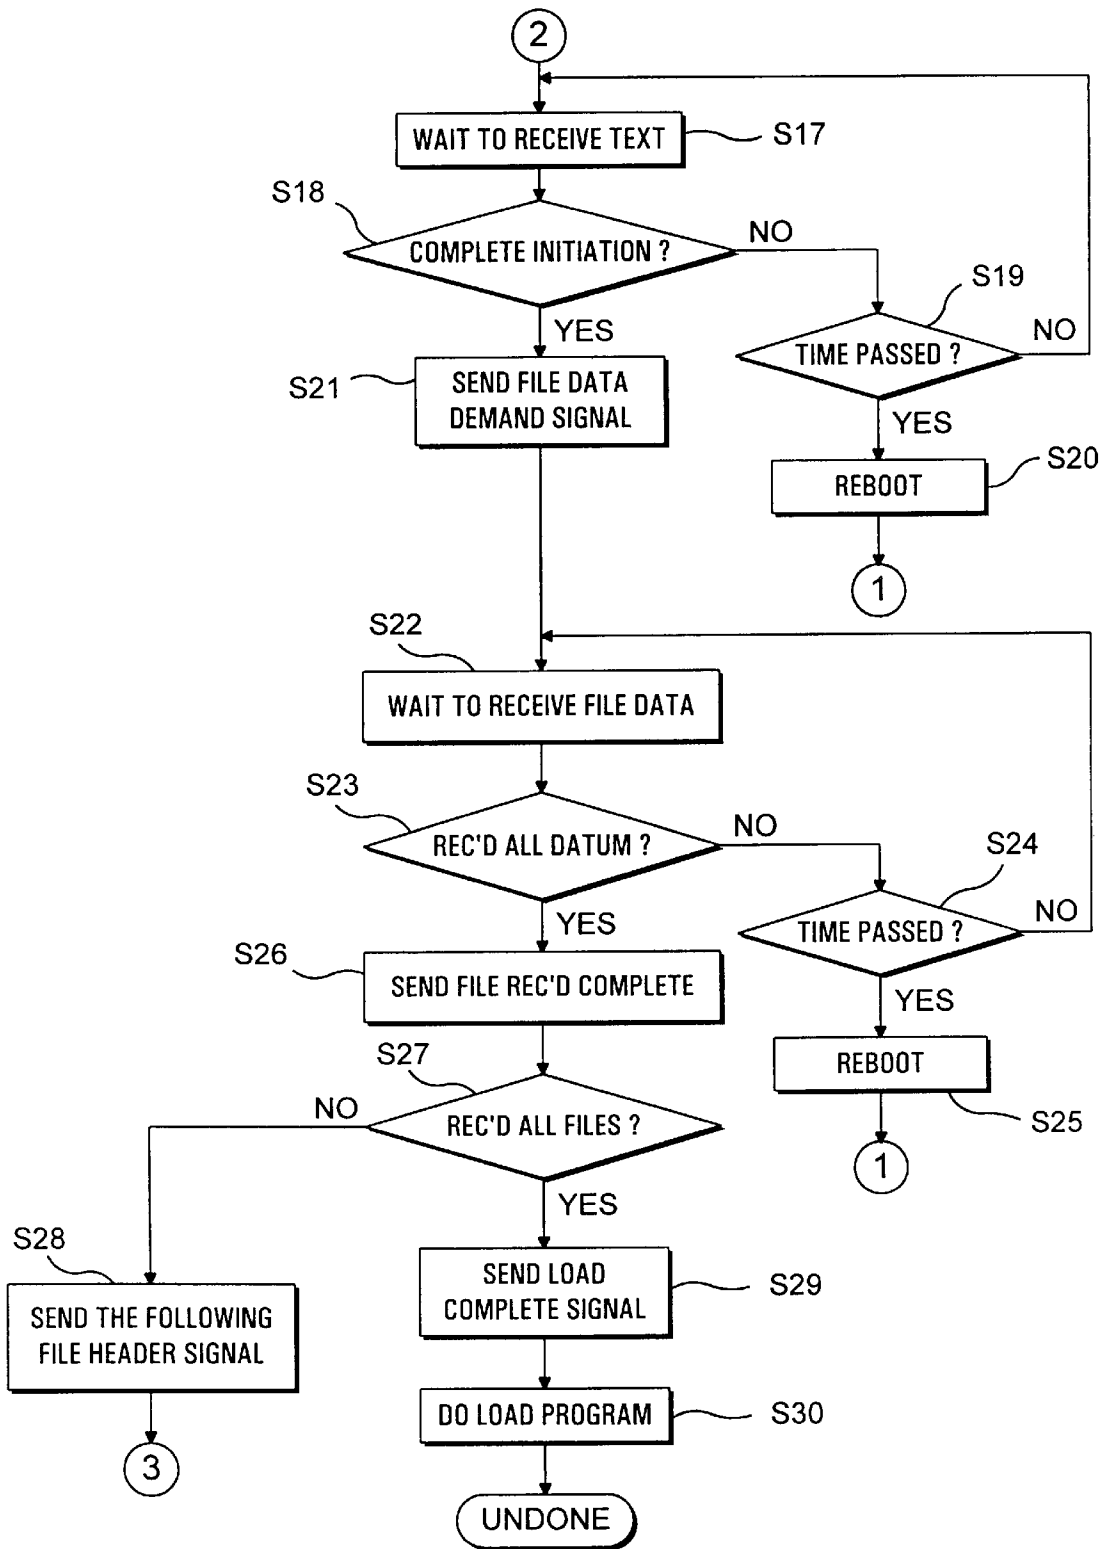 2
WAIT TO RECEIVE TEXT
S17
S18
COMPLETE INITIATION ?
NO
S19
TIME PASSED ?
NO
YES
S21
SEND FILE DATA
DEMAND SIGNAL
YES
S20
REBOOT
1
S22
WAIT TO RECEIVE FILE DATA
S23
REC'D ALL DATUM ?
NO
S24
TIME PASSED ?
NO
YES
S26
SEND FILE REC'D COMPLETE
YES
REBOOT
S25
1
S27
NO
REC'D ALL FILES ?
YES
S28
SEND THE FOLLOWING
FILE HEADER SIGNAL
3
SEND LOAD
COMPLETE SIGNAL
S29
DO LOAD PROGRAM
S30
UNDONE